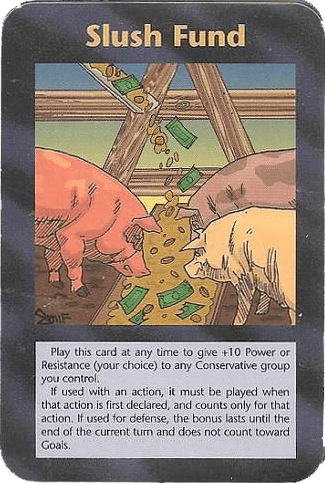 Slush Fund
Play this card at any time to give +10 Power or
Resistance (your choice) to any Conservative group
you control.
If used with an action, it must be played when
that action is first declared, and counts only for that
action. If used for defense, the bonus lasts until the
end of the current turn and does not count toward
Goals.